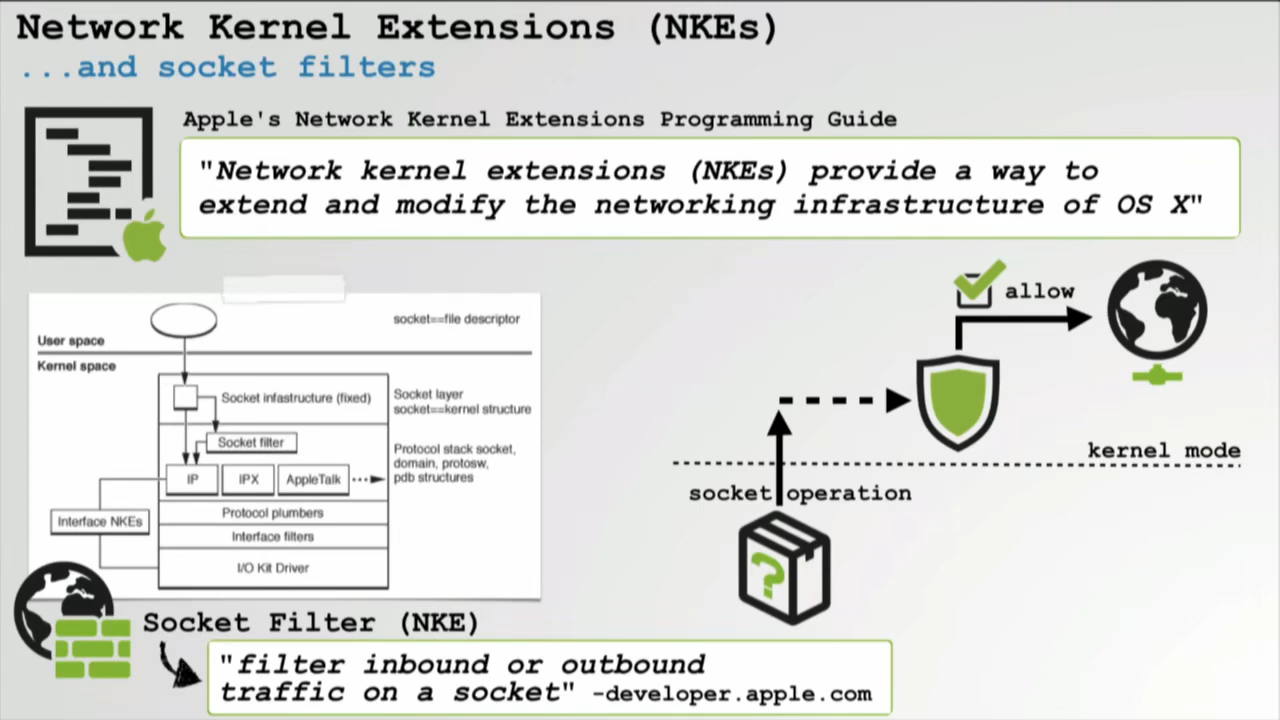 Network Kernel Extensions (NKEs)
...and socket filters
Apple's Network Kernel Extensions Programming Guide
"Network kernel extensions (NKEs) provide a way to
extend and modify the networking infrastructure of OS X"
socket==file descriptor
User space
Kernel space
Socket infastructure (fixed)
Socket layer
socket==kernel structure
Socket filter
Protocol stack socket,
domain, protosw,
pdb structures
IP
IPX
AppleTalk
Interface NKEs
Protocol plumbers
Interface filters
I/O Kit Driver
allow
kernel mode
socket operation
?
Socket Filter (NKE)
"filter inbound or outbound
traffic on a socket" -developer.apple.com